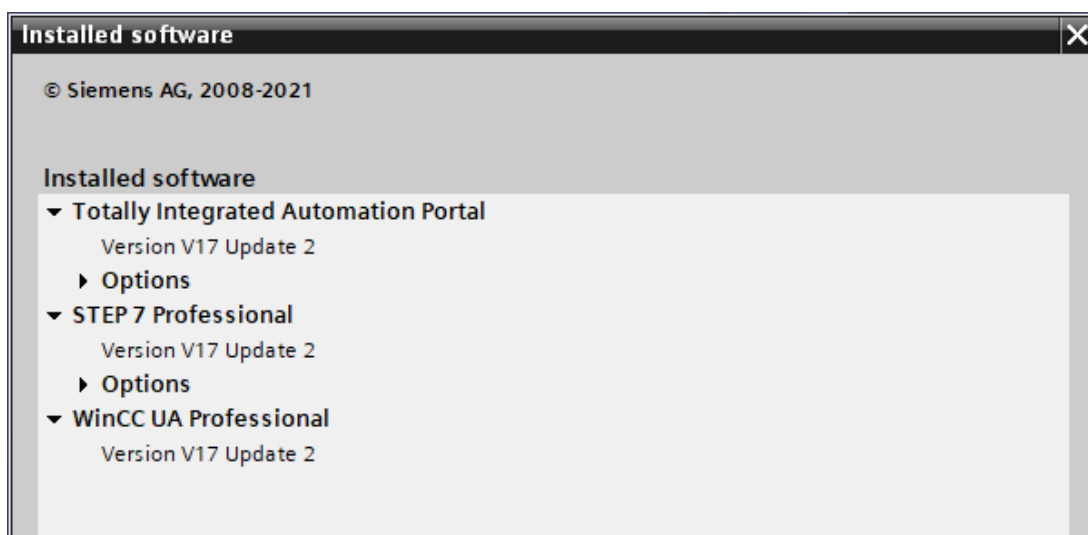 Installed software
© Siemens AG, 2008-2021
Installed software
Totally Integrated Automation Portal
Version V17 Update 2
Options
STEP 7 Professional
Version V17 Update 2
Options
WinCC UA Professional
Version V17 Update 2